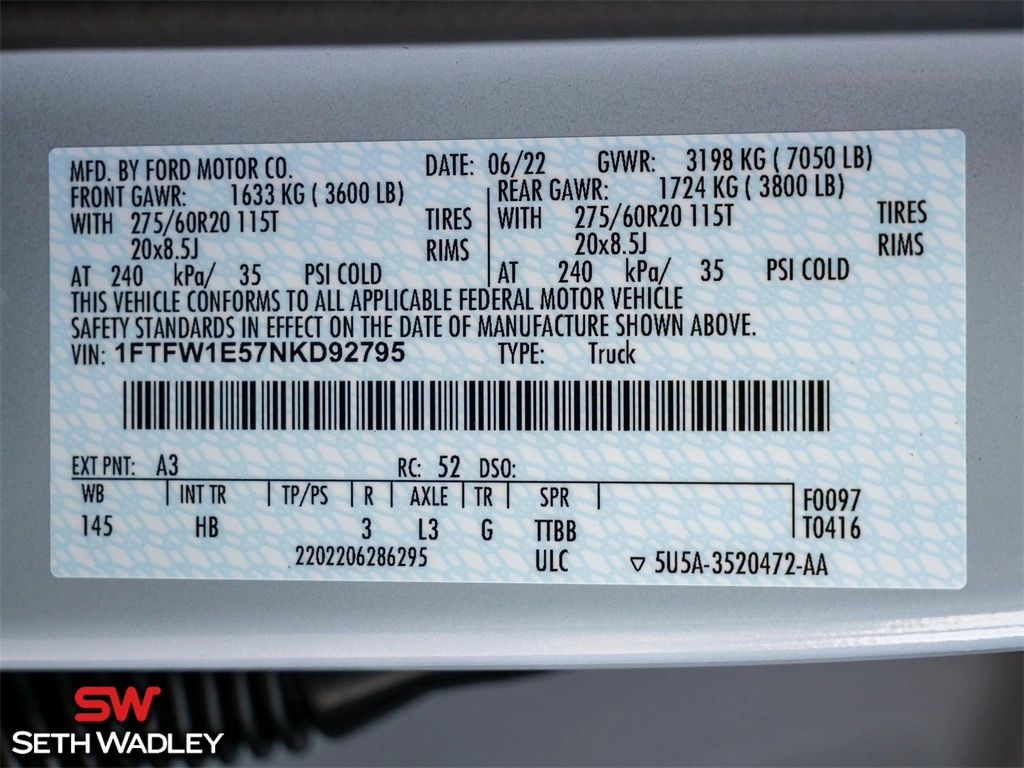 MFD. BY FORD MOTOR CO. DATE: 06/22 GVWR: 3198 KG ( 7050 LB)
FRONT GAWR: 1633 KG ( 3600 LB) REAR GAWR: 1724 KG ( 3800 LB)
WITH 275/60R20 115T TIRES WITH 275/60R20 115T TIRES
20x8.5J RIMS 20x8.5J RIMS
AT 240 kPa/ 35 PSI COLD AT 240 kPa/ 35 PSI COLD
THIS VEHICLE CONFORMS TO ALL APPLICABLE FEDERAL MOTOR VEHICLE
SAFETY STANDARDS IN EFFECT ON THE DATE OF MANUFACTURE SHOWN ABOVE.
VIN: 1FTFW1E57NKD92795 TYPE: Truck
EXT PNT: A3 RC: 52 DSO:
WB INT TR TP/PS R AXLE TR SPR F0097
145 HB 3 L3 G TTBB T0416
2202206286295 ULC ▽ 5U5A-3520472-AA
SW
SETH WADLEY